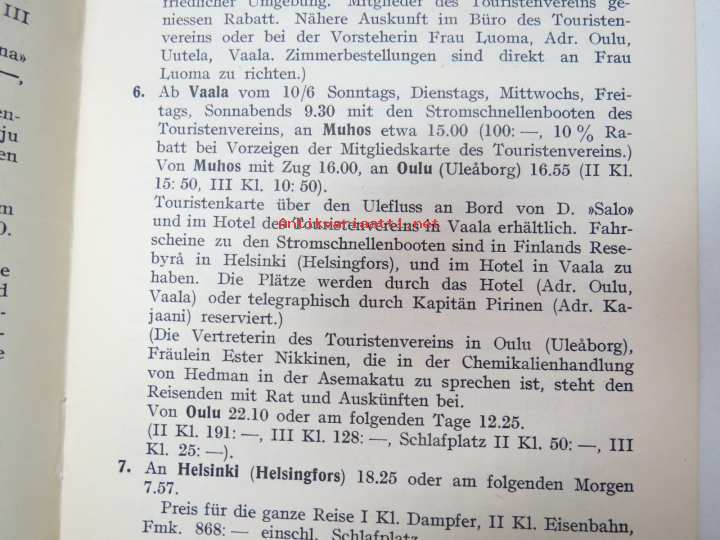 III
na»
—,
en-
ju
en
m
O.
e
d
-
-
e
friedlicher Umgebung. Mitglieder des Touristenvereins ge-
niessen Rabatt. Nähere Auskunft im Büro des Touristen-
vereins oder bei der Vorsteherin Frau Luoma, Adr. Oulu,
Uutela, Vaala. Zimmerbestellungen sind direkt an Frau
Luoma zu richten.)
6. Ab Vaala vom 10/6 Sonntags, Dienstags, Mittwochs, Frei-
tags, Sonnabends 9.30 mit den Stromschnellenbooten des
Touristenvereins, an Muhos etwa 15.00 (100: —, 10 % Ra-
batt bei Vorzeigen der Mitgliedskarte des Touristenvereins.)
Von Muhos mit Zug 16.00, an Oulu (Uleåborg) 16.55 (II Kl.
15: 50, III Kl. 10: 50).
Touristenkarte über den Ulefluss an Bord von D. »Salo»
und im Hotel des Touristenvereins in Vaala erhältlich. Fahr-
scheine zu den Stromschnellenbooten sind in Finlands Rese-
byrå in Helsinki (Helsingfors), und im Hotel in Vaala zu
haben. Die Plätze werden durch das Hotel (Adr. Oulu,
Vaala) oder telegraphisch durch Kapitän Pirinen (Adr. Ka-
jaani) reserviert.)
(Die Vertreterin des Touristenvereins in Oulu (Uleåborg),
Fräulein Ester Nikkinen, die in der Chemikalienhandlung
von Hedman in der Asemakatu zu sprechen ist, steht den
Reisenden mit Rat und Auskünften bei.
Von Oulu 22.10 oder am folgenden Tage 12.25.
(II Kl. 191: —, III Kl. 128: —, Schlafplatz II Kl. 50: —, III
Kl. 25: —).
7. An Helsinki (Helsingfors) 18.25 oder am folgenden Morgen
7.57.
Preis für die ganze Reise I Kl. Dampfer, II Kl. Eisenbahn,
Fmk. 868: — einschl. Schlafplatz